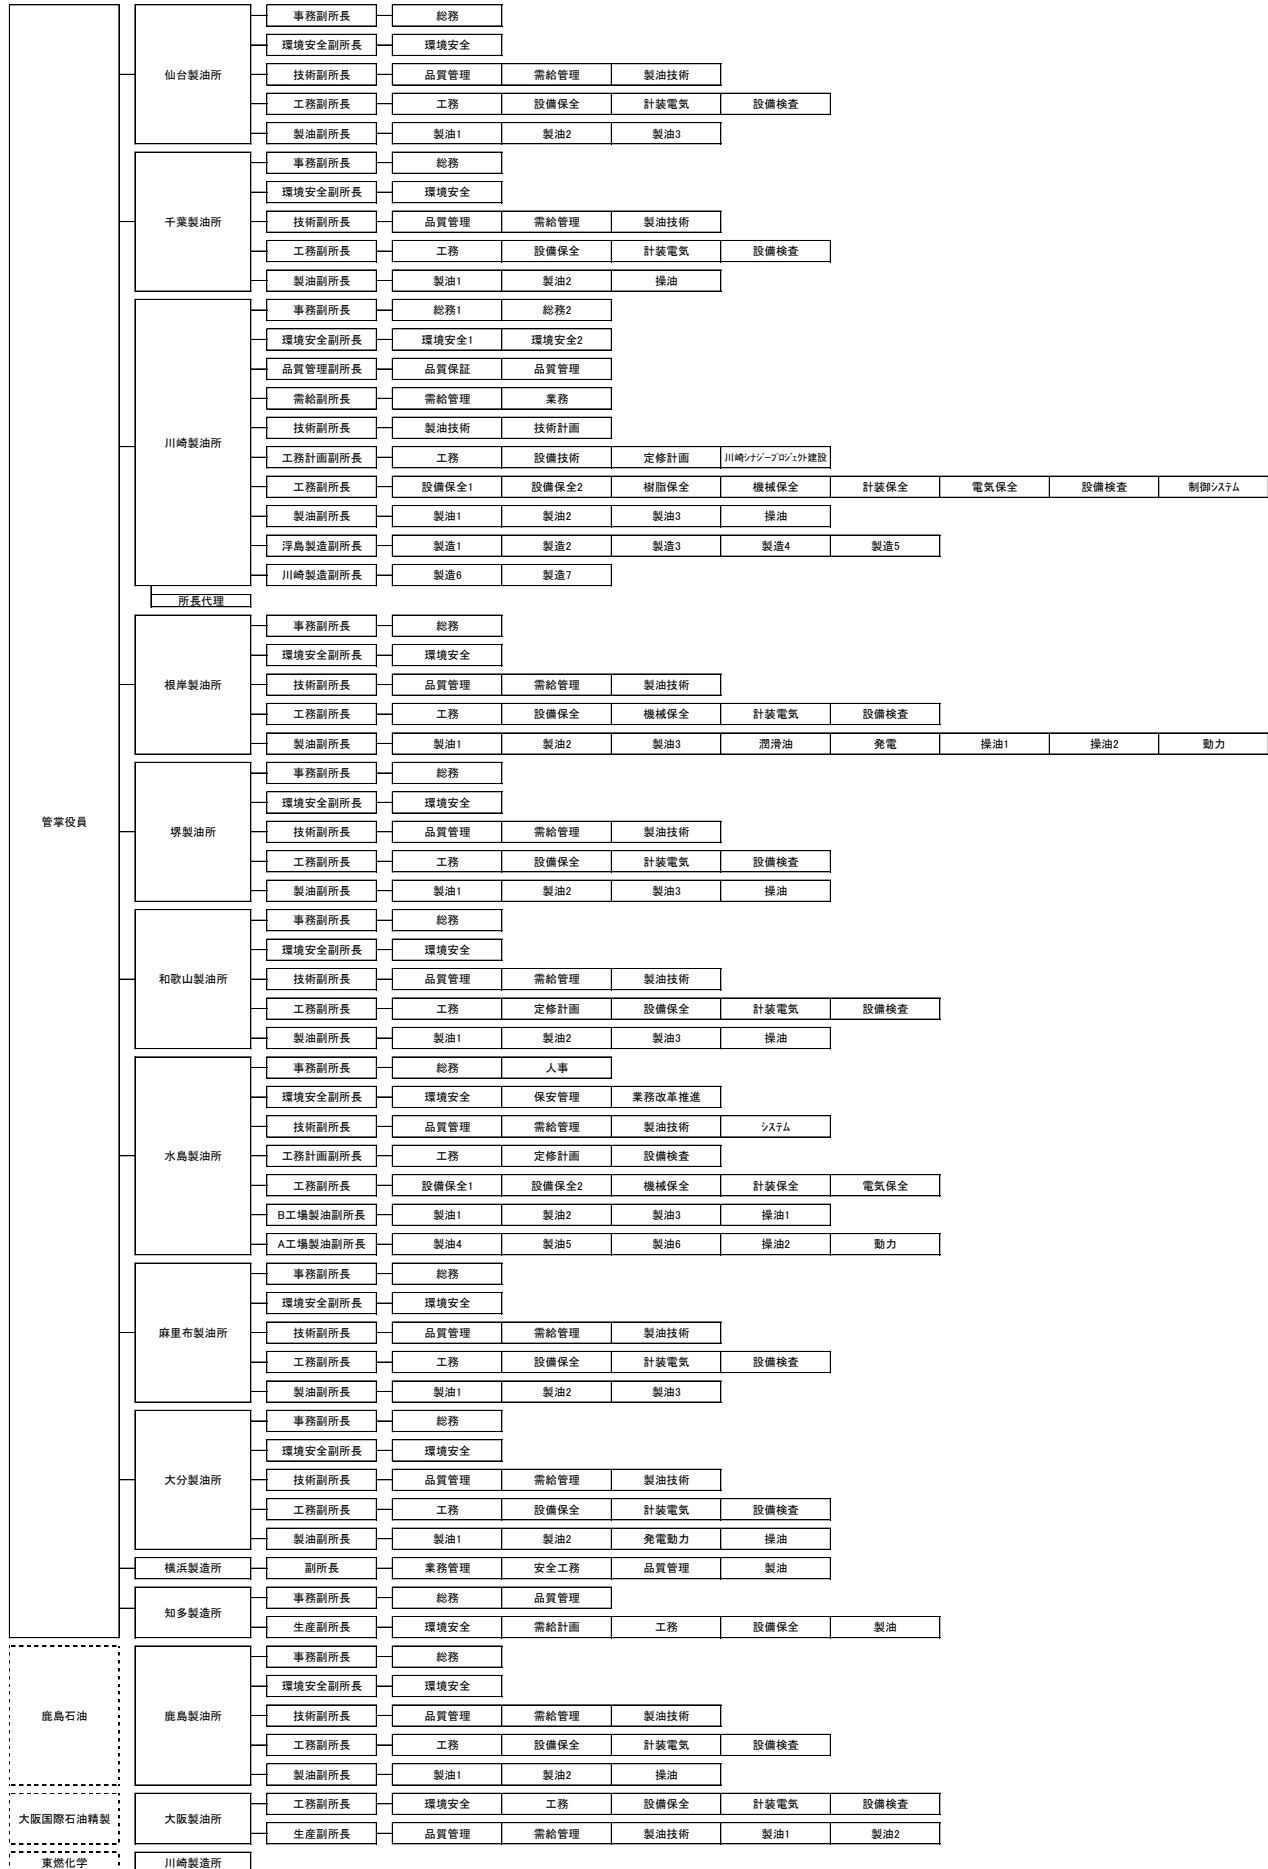 事務副所長 総務
環境安全副所長 環境安全
仙台製油所 技術副所長 品質管理 需給管理 製油技術
工務副所長 工務 設備保全 計装電気 設備検査
製油副所長 製油1 製油2 製油3
事務副所長 総務
環境安全副所長 環境安全
千葉製油所 技術副所長 品質管理 需給管理 製油技術
工務副所長 工務 設備保全 計装電気 設備検査
製油副所長 製油1 製油2 操油
事務副所長 総務1 総務2
環境安全副所長 環境安全1 環境安全2
品質管理副所長 品質保証 品質管理
需給副所長 需給管理 業務
技術副所長 製油技術 技術計画
川崎製油所
工務計画副所長 工務 設備技術 定修計画 川崎シナジープロジェクト建設
工務副所長 設備保全1 設備保全2 樹脂保全 機械保全 計装保全 電気保全 設備検査 制御システム
製油副所長 製油1 製油2 製油3 操油
浮島製造副所長 製造1 製造2 製造3 製造4 製造5
川崎製造副所長 製造6 製造7
所長代理
事務副所長 総務
環境安全副所長 環境安全
根岸製油所 技術副所長 品質管理 需給管理 製油技術
工務副所長 工務 設備保全 機械保全 計装電気 設備検査
製油副所長 製油1 製油2 製油3 潤滑油 発電 操油1 操油2 動力
事務副所長 総務
環境安全副所長 環境安全
管掌役員
堺製油所 技術副所長 品質管理 需給管理 製油技術
工務副所長 工務 設備保全 計装電気 設備検査
製油副所長 製油1 製油2 製油3 操油
事務副所長 総務
環境安全副所長 環境安全
和歌山製油所 技術副所長 品質管理 需給管理 製油技術
工務副所長 工務 定修計画 設備保全 計装電気 設備検査
製油副所長 製油1 製油2 製油3 操油
事務副所長 総務 人事
環境安全副所長 環境安全 保安管理 業務改革推進
技術副所長 品質管理 需給管理 製油技術 システム
水島製油所 工務計画副所長 工務 定修計画 設備検査
工務副所長 設備保全1 設備保全2 機械保全 計装保全 電気保全
B工場製油副所長 製油1 製油2 製油3 操油1
A工場製油副所長 製油4 製油5 製油6 操油2 動力
事務副所長 総務
環境安全副所長 環境安全
麻里布製油所 技術副所長 品質管理 需給管理 製油技術
工務副所長 工務 設備保全 計装電気 設備検査
製油副所長 製油1 製油2 製油3
事務副所長 総務
環境安全副所長 環境安全
大分製油所 技術副所長 品質管理 需給管理 製油技術
工務副所長 工務 設備保全 計装電気 設備検査
製油副所長 製油1 製油2 発電動力 操油
横浜製造所 副所長 業務管理 安全工務 品質管理 製油
事務副所長 総務 品質管理
知多製造所
生産副所長 環境安全 需給計画 工務 設備保全 製油
事務副所長 総務
環境安全副所長 環境安全
鹿島石油 鹿島製油所 技術副所長 品質管理 需給管理 製油技術
工務副所長 工務 設備保全 計装電気 設備検査
製油副所長 製油1 製油2 操油
工務副所長 環境安全 工務 設備保全 計装電気 設備検査
大阪国際石油精製 大阪製油所
生産副所長 品質管理 需給管理 製油技術 製油1 製油2
東燃化学 川崎製造所